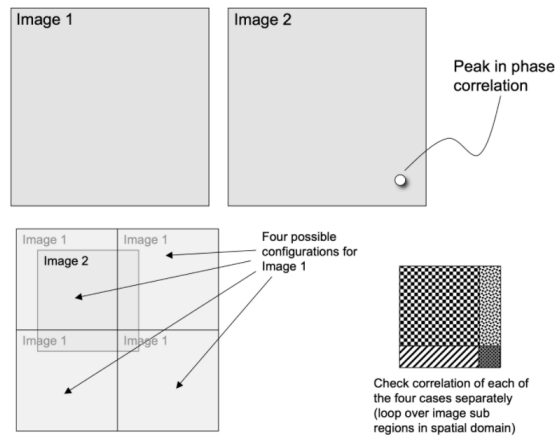 Image 1
Image 2
Peak in phase
correlation
Image 1
Image 1
Image 2
Image 1
Image 1
Four possible
configurations for
Image 1
Check correlation of each of
the four cases separately
(loop over image sub
regions in spatial domain)